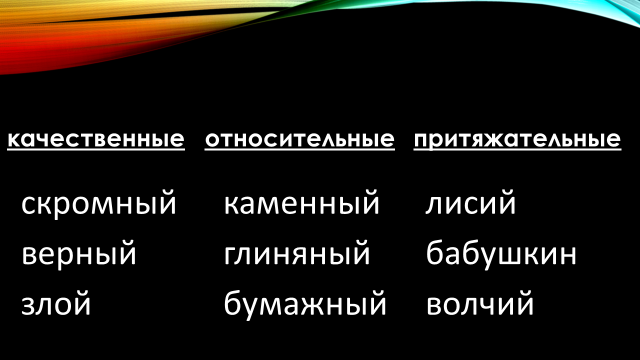 качественные относительные притяжательные
скромный каменный лисий
верный глиняный бабушкин
злой бумажный волчий